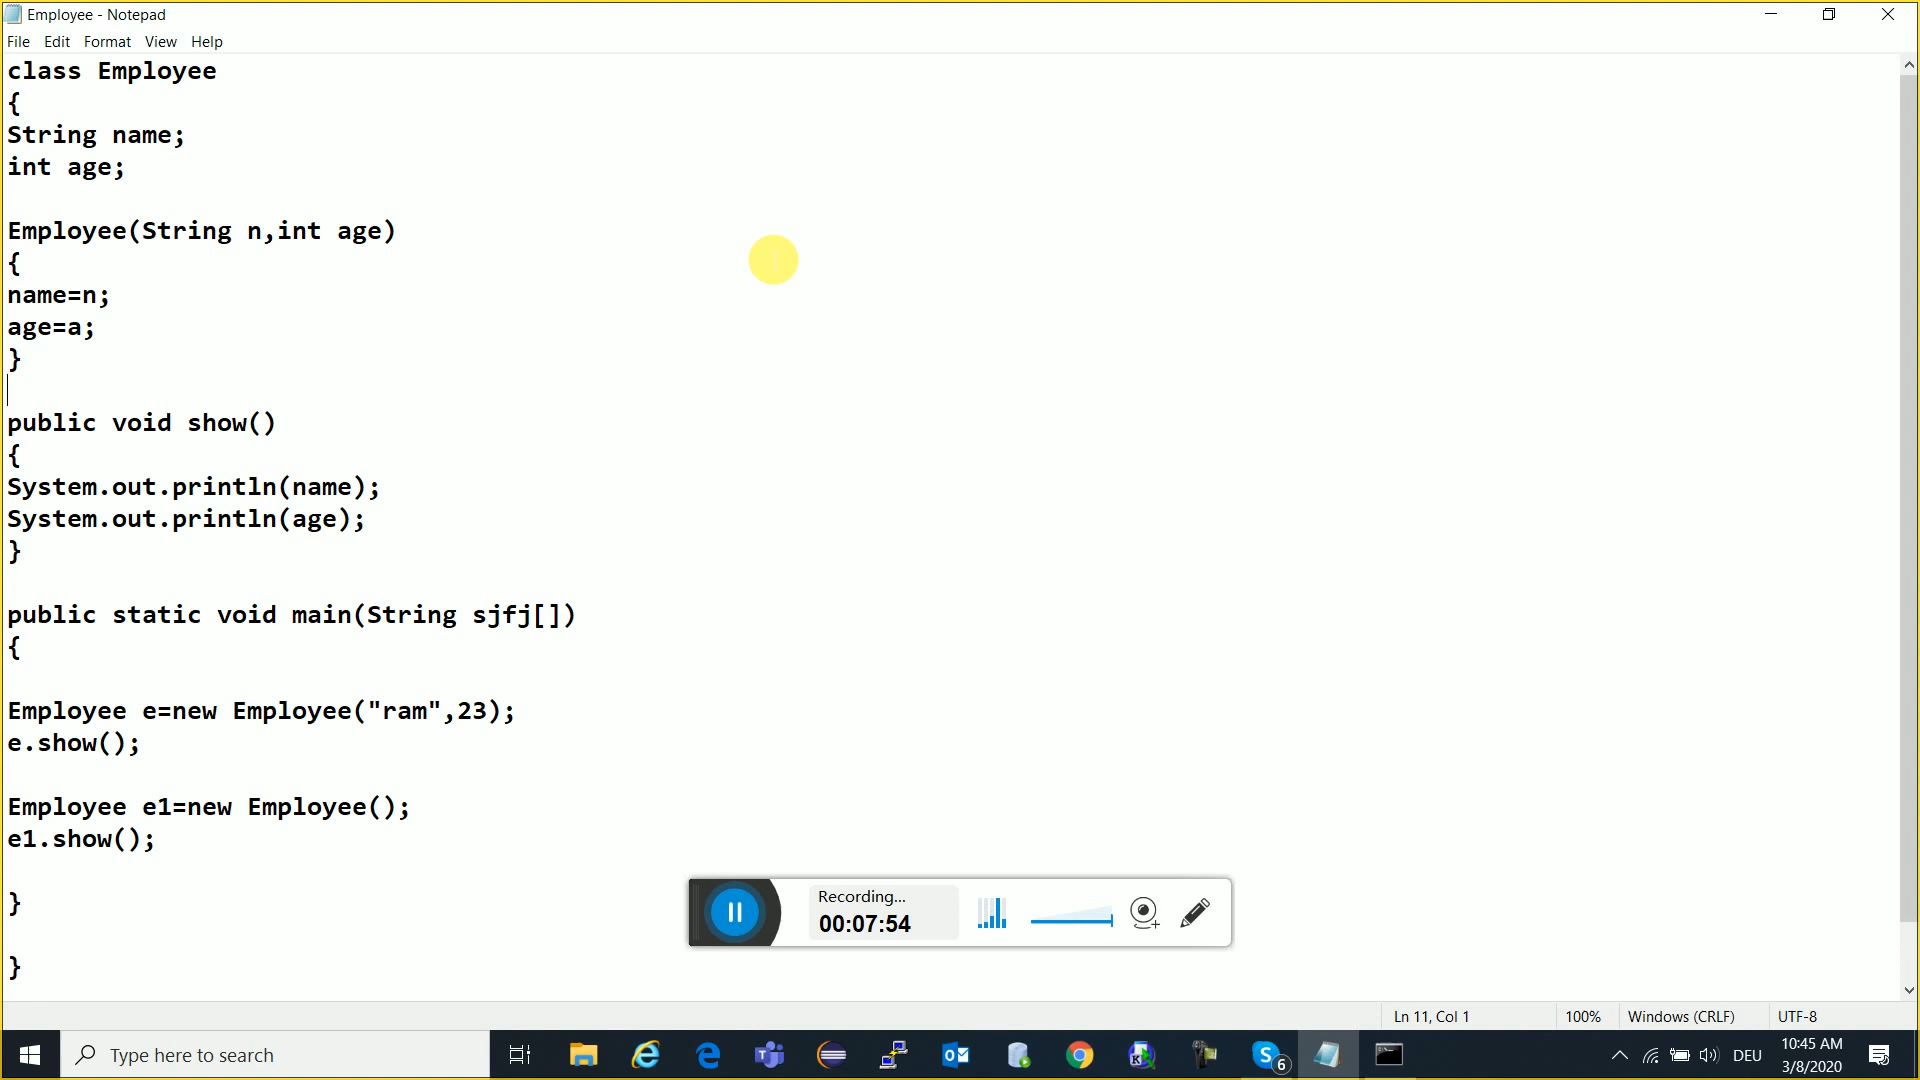 Employee - Notepad
File Edit Format View Help
class Employee
{
String name;
int age;
Employee(String n,int age)
{
name=n;
age=a;
}
public void show()
{
System.out.println(name);
System.out.println(age);
}
public static void main(String sjfj[])
{
Employee e=new Employee("ram",23);
e.show();
Employee e1=new Employee();
e1.show();
}
}
Recording...
00:07:54
Ln 11, Col 1 100% Windows (CRLF) UTF-8
Type here to search
6
DEU
10:45 AM
3/8/2020